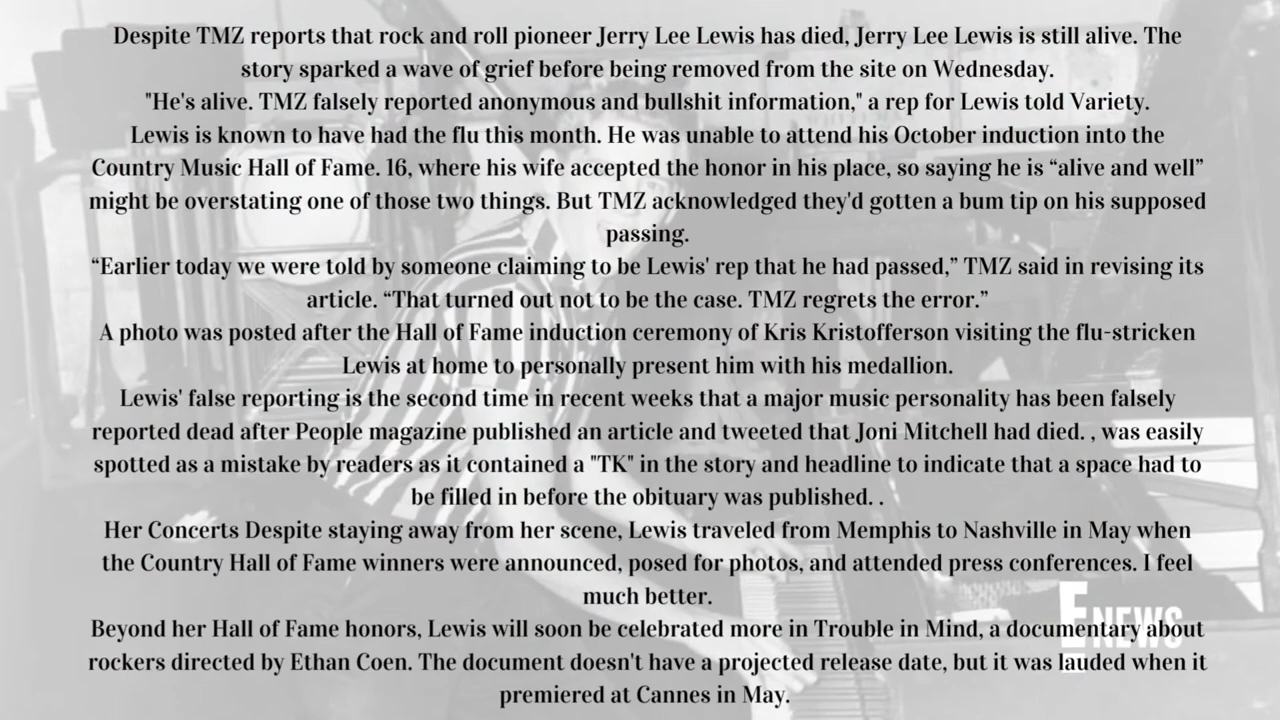 Despite TMZ reports that rock and roll pioneer Jerry Lee Lewis has died, Jerry Lee Lewis is still alive. The
story sparked a wave of grief before being removed from the site on Wednesday.
"He's alive. TMZ falsely reported anonymous and bullshit information," a rep for Lewis told Variety.
Lewis is known to have had the flu this month. He was unable to attend his October induction into the
Country Music Hall of Fame. 16, where his wife accepted the honor in his place, so saying he is “alive and well”
might be overstating one of those two things. But TMZ acknowledged they'd gotten a bum tip on his supposed
passing.
“Earlier today we were told by someone claiming to be Lewis' rep that he had passed,” TMZ said in revising its
article. “That turned out not to be the case. TMZ regrets the error.”
A photo was posted after the Hall of Fame induction ceremony of Kris Kristofferson visiting the flu-stricken
Lewis at home to personally present him with his medallion.
Lewis' false reporting is the second time in recent weeks that a major music personality has been falsely
reported dead after People magazine published an article and tweeted that Joni Mitchell had died. , was easily
spotted as a mistake by readers as it contained a "TK" in the story and headline to indicate that a space had to
be filled in before the obituary was published. .
Her Concerts Despite staying away from her scene, Lewis traveled from Memphis to Nashville in May when
the Country Hall of Fame winners were announced, posed for photos, and attended press conferences. I feel
much better.
Beyond her Hall of Fame honors, Lewis will soon be celebrated more in Trouble in Mind, a documentary about
rockers directed by Ethan Coen. The document doesn't have a projected release date, but it was lauded when it
premiered at Cannes in May.
E NEWS